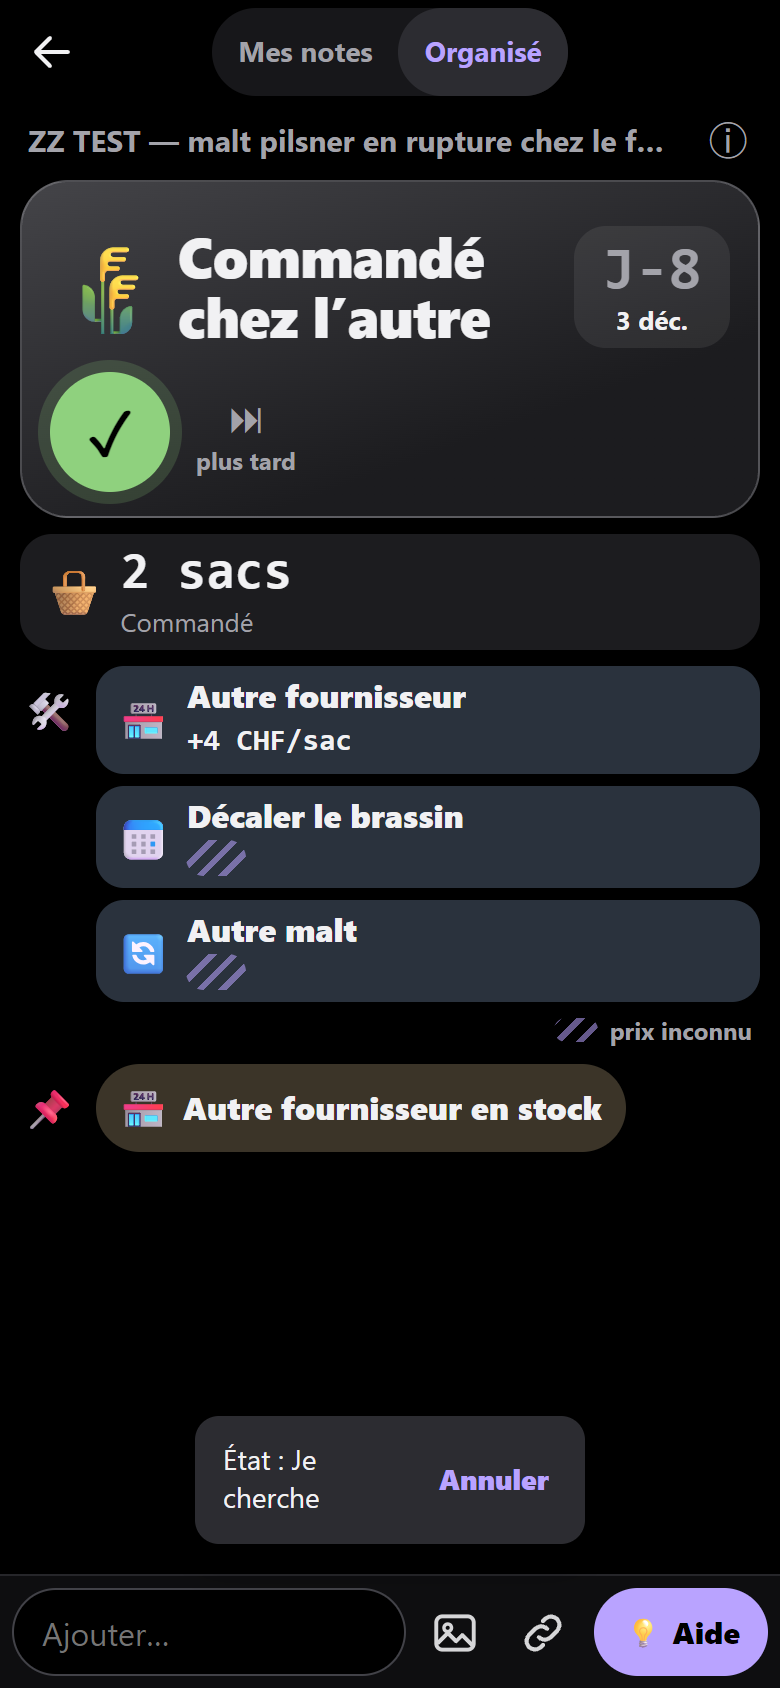 Mes notes
Organisé
ZZ TEST — malt pilsner en rupture chez le f...
Commandé
chez l’autre
J-8
3 déc.
plus tard
2 sacs
Commandé
24 H
Autre fournisseur
+4 CHF/sac
Décaler le brassin
Autre malt
prix inconnu
24 H
Autre fournisseur en stock
État : Je
cherche
Annuler
Ajouter...
Aide